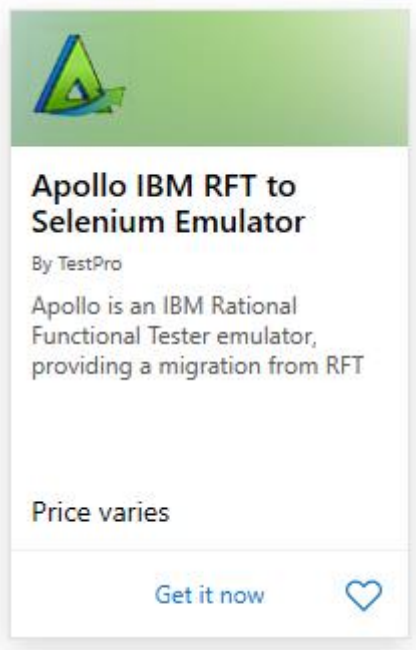 Apollo IBM RFT to
Selenium Emulator
By TestPro
Apollo is an IBM Rational
Functional Tester emulator,
providing a migration from RFT
Price varies
Get it now